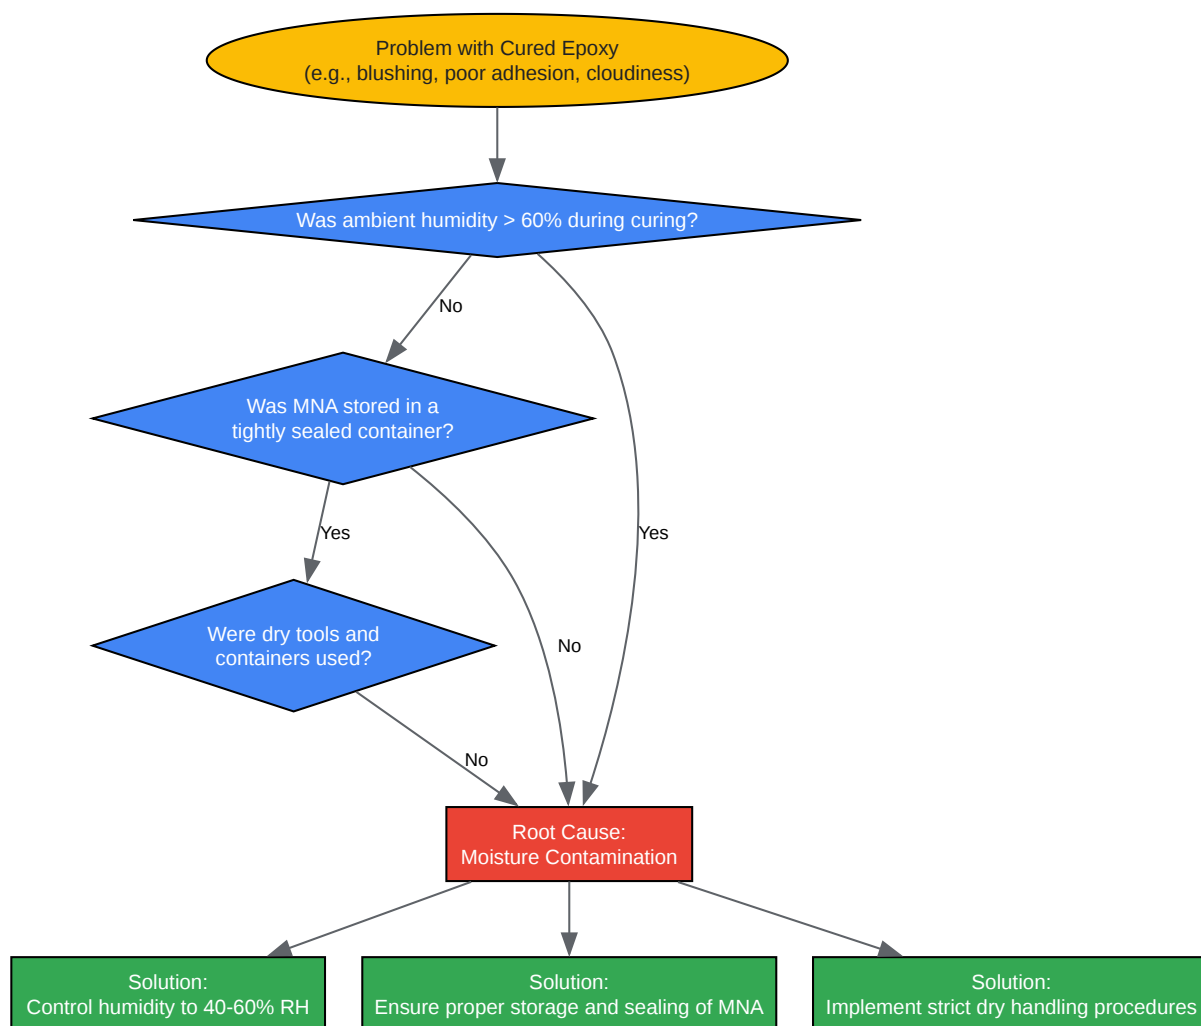 Problem with Cured Epoxy
(e.g., blushing, poor adhesion, cloudiness)
Was ambient humidity > 60% during curing?
No
Was MNA stored in a
tightly sealed container?
Yes
Yes
Were dry tools and
containers used?
No
No
Root Cause:
Moisture Contamination
Solution:
Control humidity to 40-60% RH
Solution:
Ensure proper storage and sealing of MNA
Solution:
Implement strict dry handling procedures